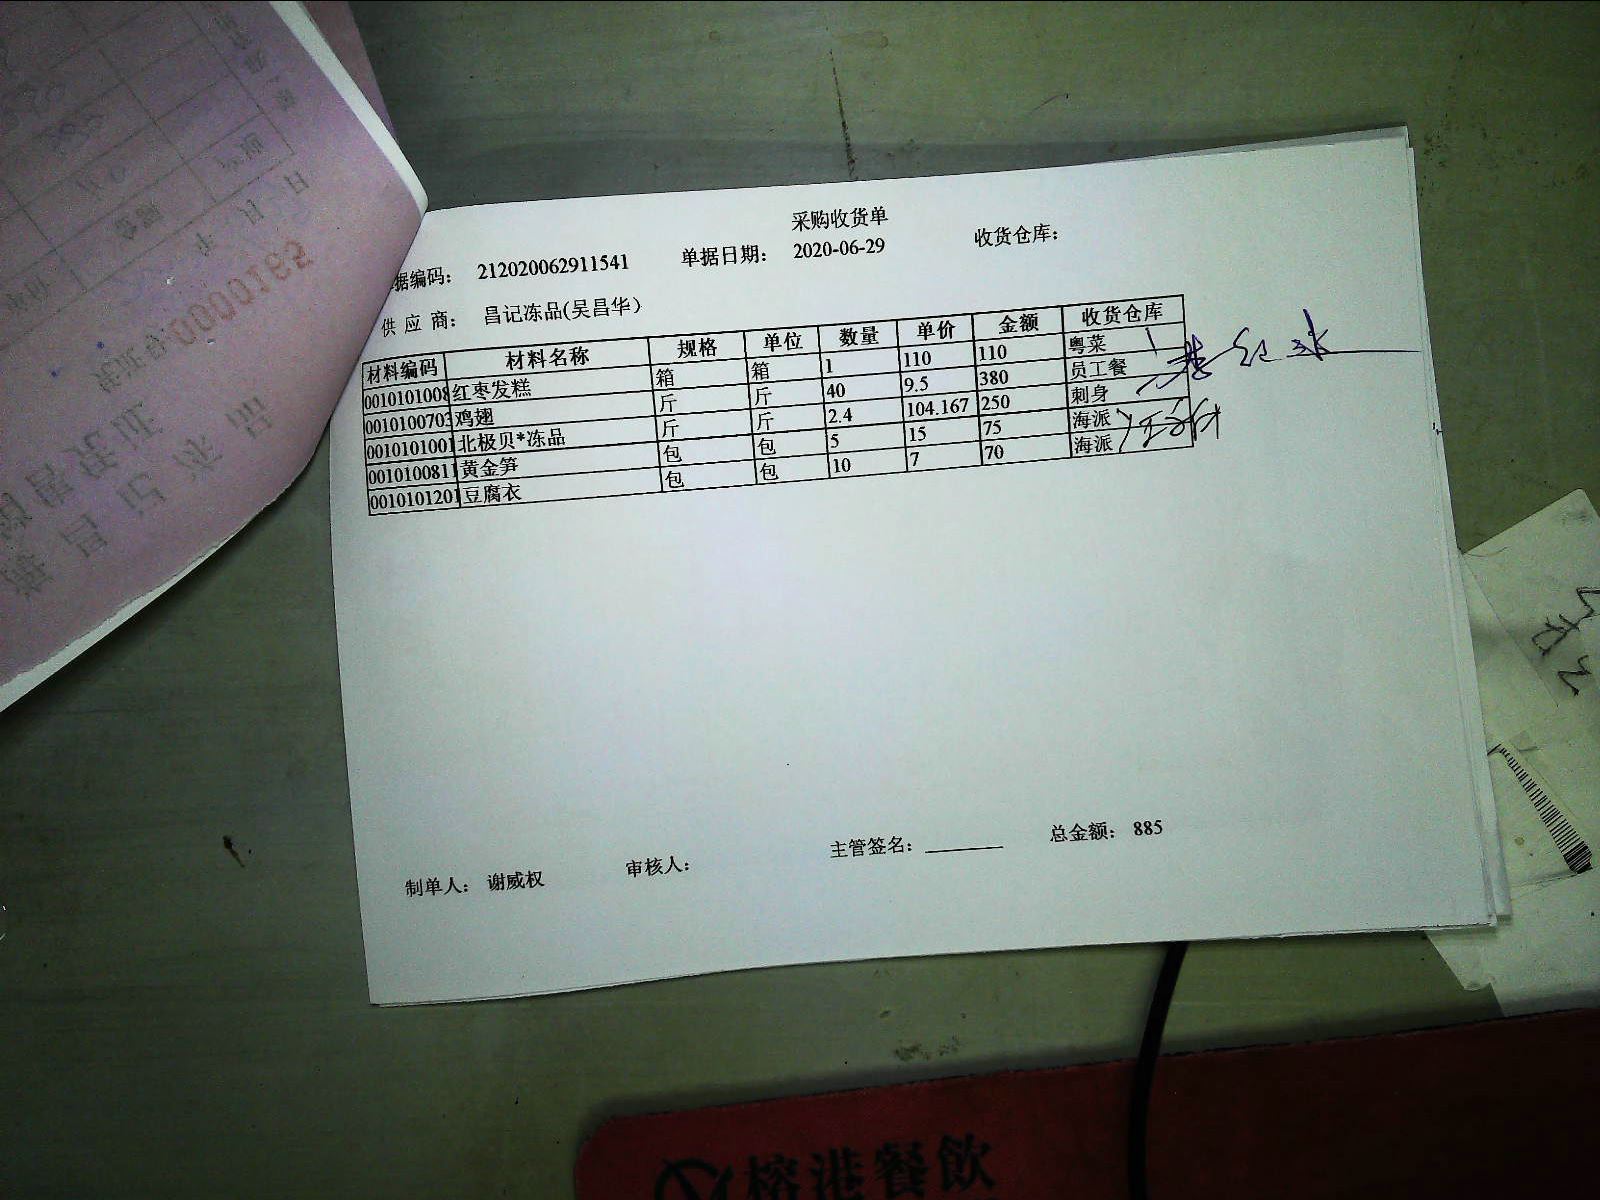 采购收货单
据编码: 212020062911541 单据日期: 2020-06-29 收货仓库:
供 应 商: 昌记冻品(吴昌华)
材料编码 材料名称 规格 单位 数量 单价 金额 收货仓库
0010101008 红枣发糕 箱 箱 1 110 110 粤菜
0010100703 鸡翅 斤 斤 40 9.5 380 员工餐
0010101001 北极贝*冻品 斤 斤 2.4 104.167 250 刺身
0010100811 黄金笋 包 包 5 15 75 海派
0010101201 豆腐衣 包 包 10 7 70 海派
制单人: 谢威权 审核人: 主管签名: 总金额: 885
0000165
榕港餐飲